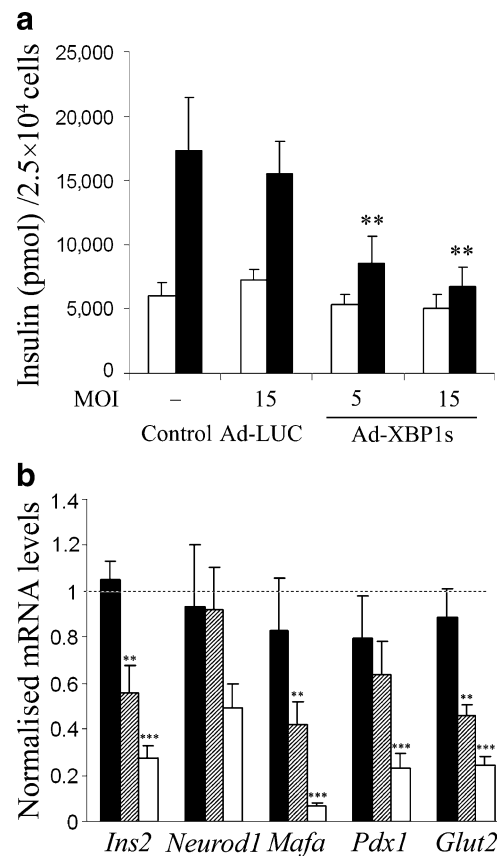 a
Insulin (pmol) /2.5×10⁴ cells
25,000
20,000
15,000
10,000
5,000
0
** **
MOI – 15 5 15
Control Ad-LUC Ad-XBP1s
b
Normalised mRNA levels
1.4
1.2
1
0.8
0.6
0.4
0.2
0
** *** ** *** *** ** ***
Ins2 Neurod1 Mafa Pdx1 Glut2